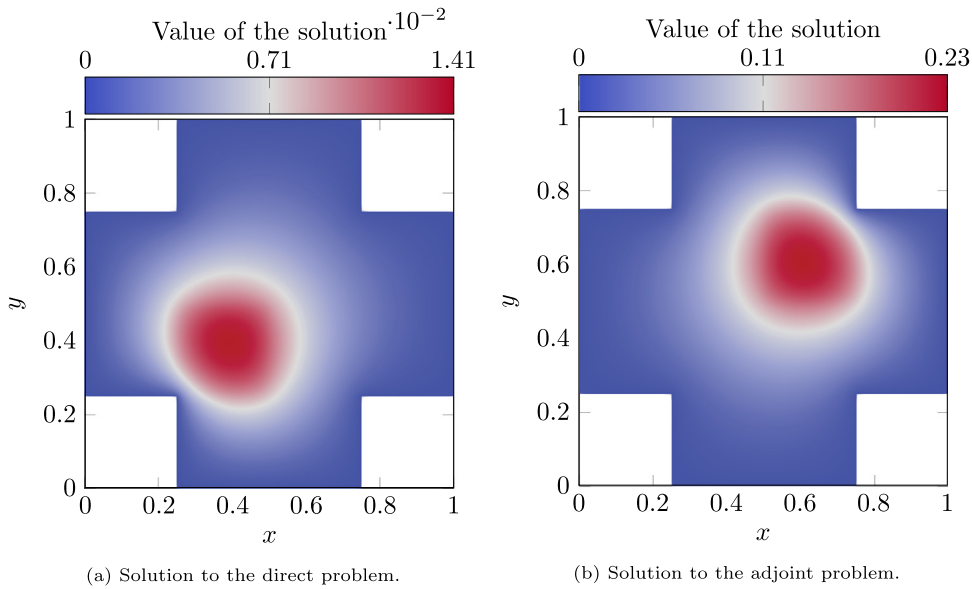 Value of the solution ·10⁻²
0 0.71 1.41
1
0.8
0.6
0.4
0.2
0
y
0 0.2 0.4 0.6 0.8 1
x
(a) Solution to the direct problem.
Value of the solution
0 0.11 0.23
1
0.8
0.6
0.4
0.2
0
y
0 0.2 0.4 0.6 0.8 1
x
(b) Solution to the adjoint problem.